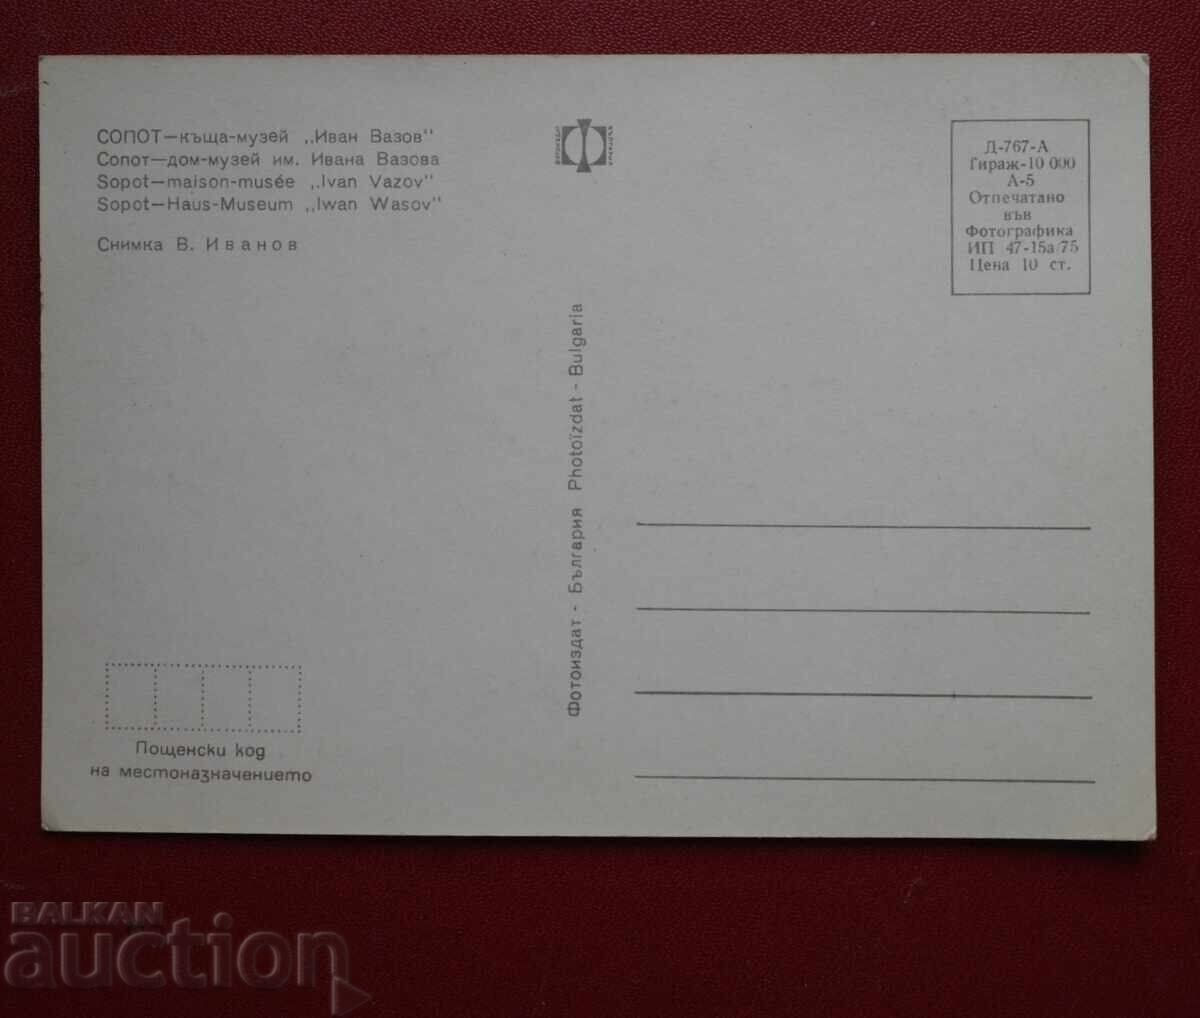 СОПОТ—къща-музей „Иван Вазов"
Сопот—дом-музей им. Ивана Вазова
Sopot—maison-musée „Ivan Vazov"
Sopot—Haus-Museum „Iwan Wasov"
Снимка В. Иванов
Д-767-А
Тираж-10 000
А-5
Отпечатано
във
Фотографика
ИП 47-15а/75
Цена 10 ст.
Фотоиздат - България Photoïzdat - Bulgaria
Пощенски код
на местоназначението
BALKAN
auction